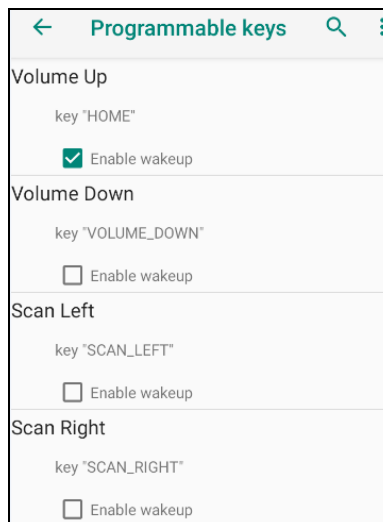 Programmable keys
Volume Up
key "HOME"
Enable wakeup
Volume Down
key "VOLUME_DOWN"
Enable wakeup
Scan Left
key "SCAN_LEFT"
Enable wakeup
Scan Right
key "SCAN_RIGHT"
Enable wakeup